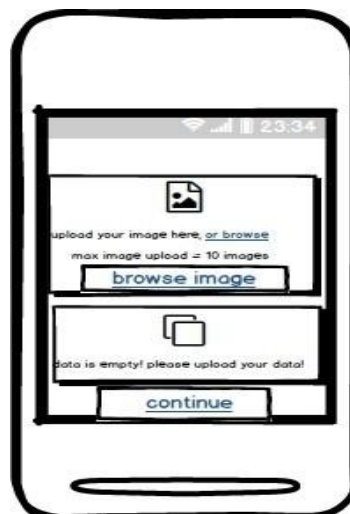 23:34
upload your image here, or browse
max image upload = 10 images
browse image
data is empty! please upload your data!
continue